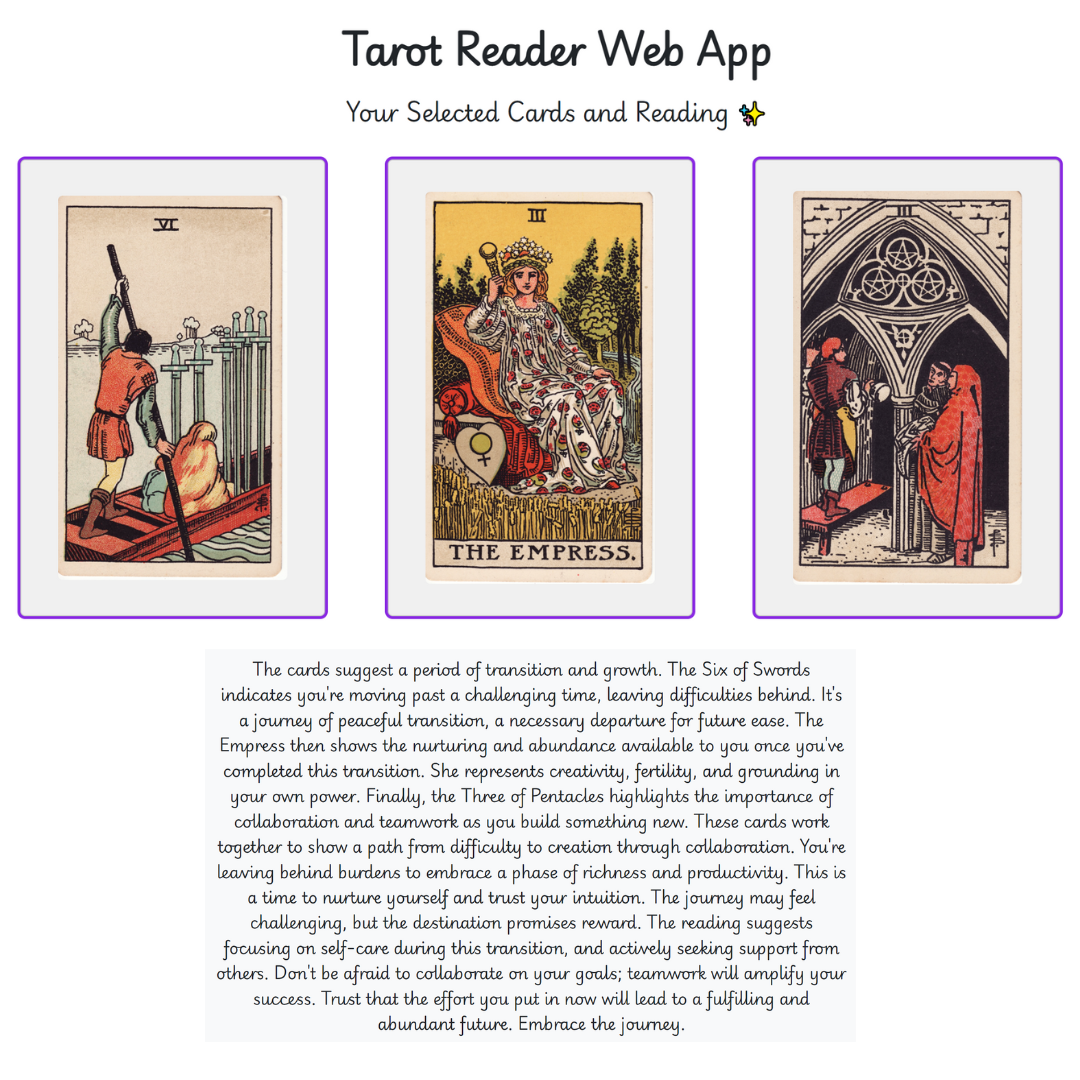 Tarot Reader Web App
Your Selected Cards and Reading ✨
VI
III
THE EMPRESS.
III
The cards suggest a period of transition and growth. The Six of Swords
indicates you're moving past a challenging time, leaving difficulties behind. It's
a journey of peaceful transition, a necessary departure for future ease. The
Empress then shows the nurturing and abundance available to you once you've
completed this transition. She represents creativity, fertility, and grounding in
your own power. Finally, the Three of Pentacles highlights the importance of
collaboration and teamwork as you build something new. These cards work
together to show a path from difficulty to creation through collaboration. You're
leaving behind burdens to embrace a phase of richness and productivity. This is
a time to nurture yourself and trust your intuition. The journey may feel
challenging, but the destination promises reward. The reading suggests
focusing on self-care during this transition, and actively seeking support from
others. Don't be afraid to collaborate on your goals; teamwork will amplify your
success. Trust that the effort you put in now will lead to a fulfilling and
abundant future. Embrace the journey.